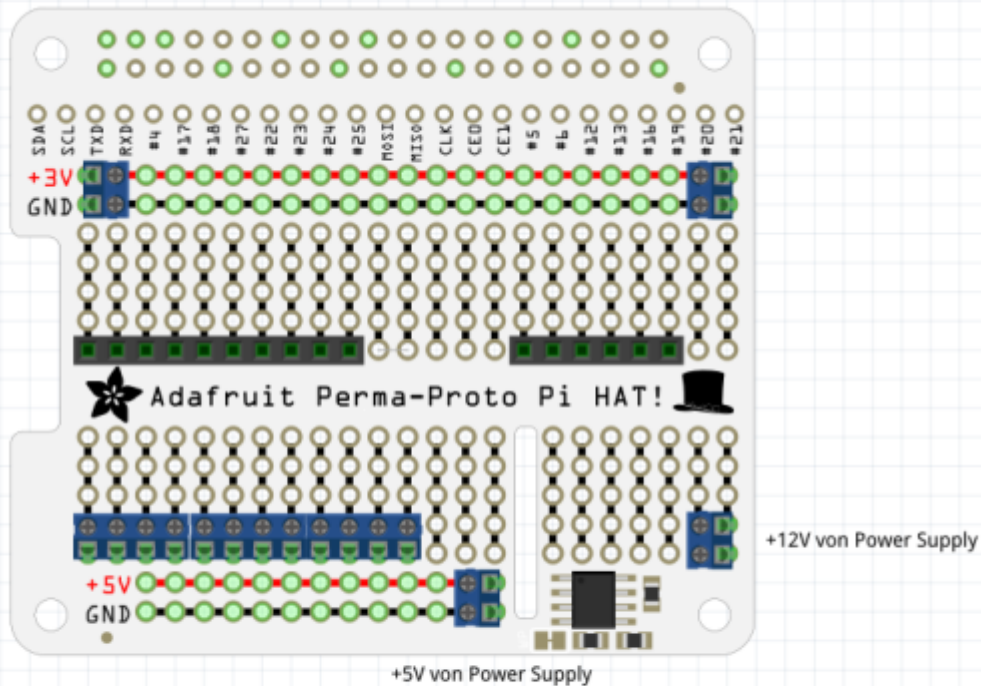 SDA SCL TXD RXD #4 #17 #18 #27 #22 #23 #24 #25 MOSI MISO CLK CE0 CE1 #5 #6 #12 #13 #16 #19 #20 #21
+3V
GND
Adafruit Perma-Proto Pi HAT!
+12V von Power Supply
+5V
GND
+5V von Power Supply